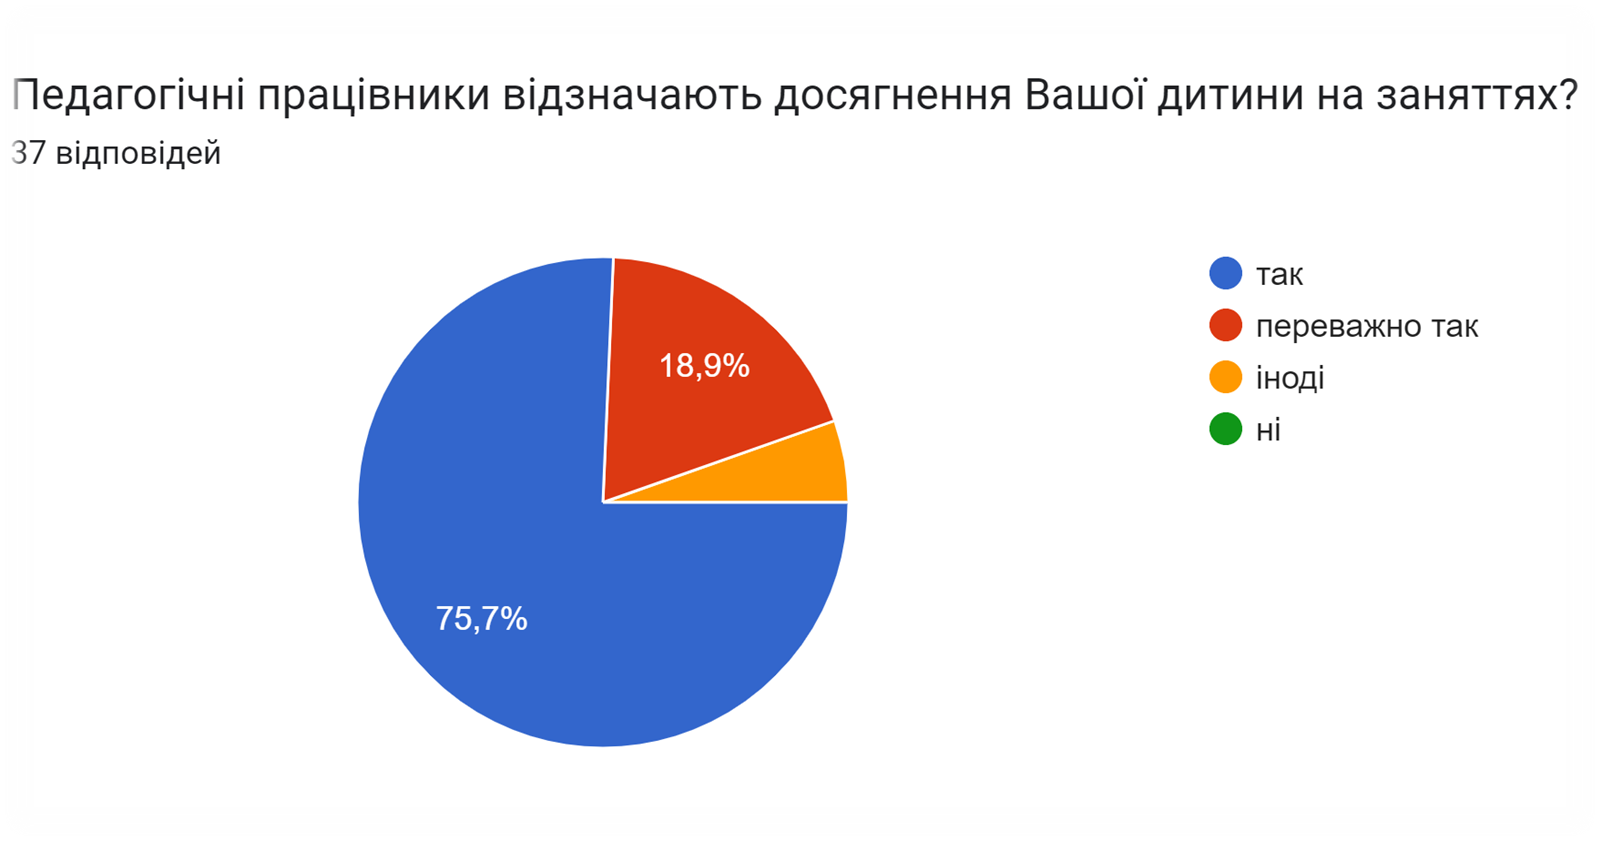 Педагогічні працівники відзначають досягнення Вашої дитини на заняттях?
37 відповідей
так
переважно так
іноді
ні
18,9%
75,7%